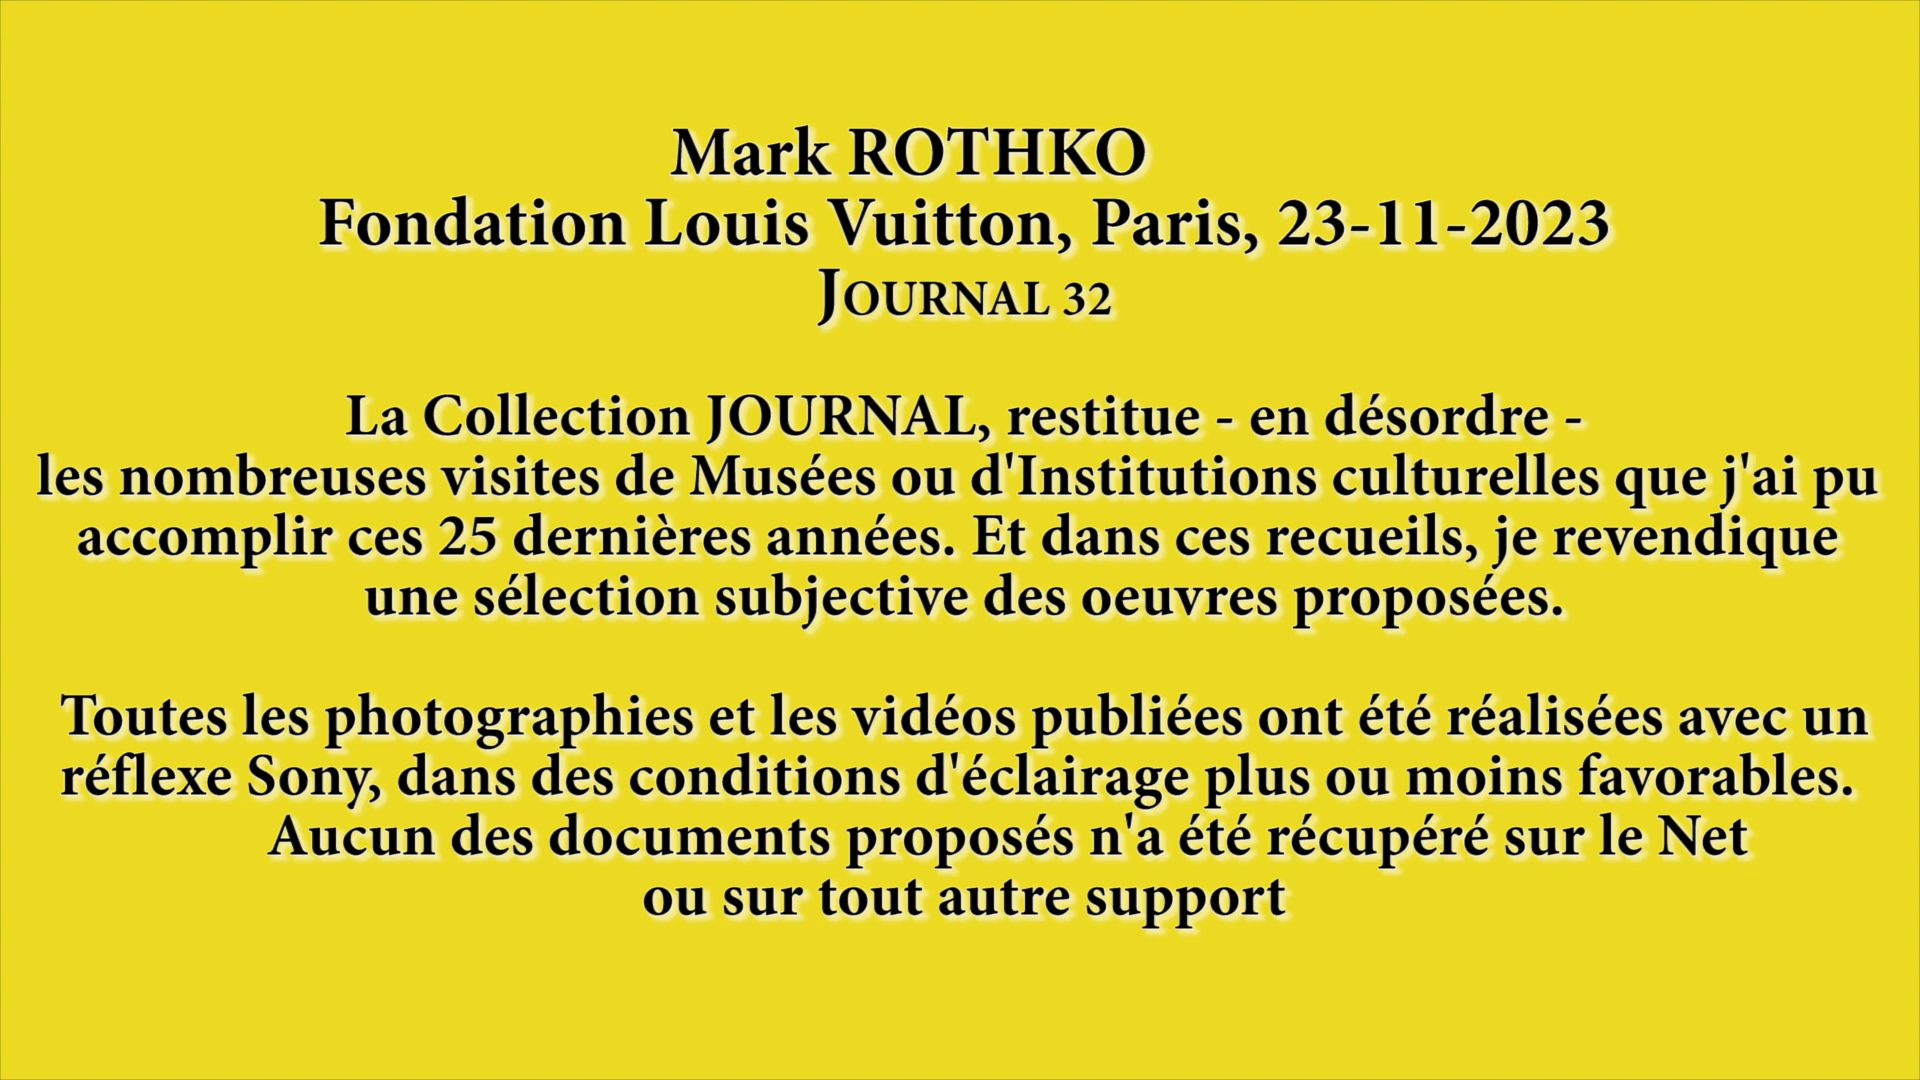 Mark ROTHKO
Fondation Louis Vuitton, Paris, 23-11-2023
JOURNAL 32
La Collection JOURNAL, restitue - en désordre -
les nombreuses visites de Musées ou d'Institutions culturelles que j'ai pu
accomplir ces 25 dernières années. Et dans ces recueils, je revendique
une sélection subjective des oeuvres proposées.
Toutes les photographies et les vidéos publiées ont été réalisées avec un
réflexe Sony, dans des conditions d'éclairage plus ou moins favorables.
Aucun des documents proposés n'a été récupéré sur le Net
ou sur tout autre support